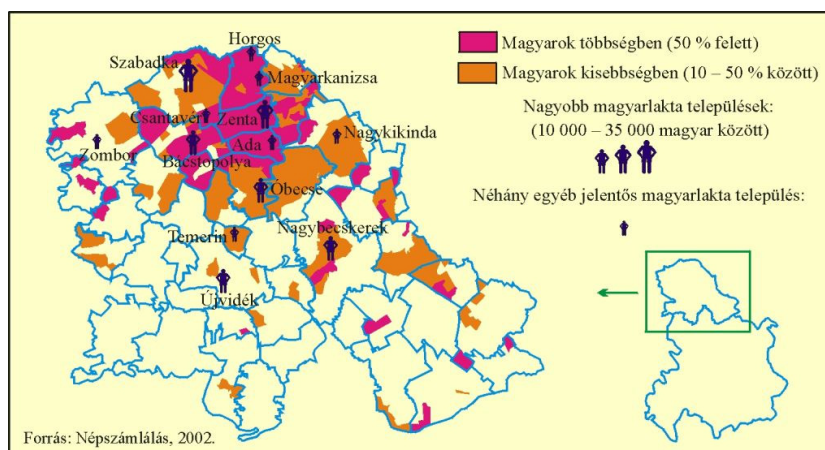 Horgos
Szabadka
Magyarkanizsa
Csantavér
Zenta
Nagykikinda
Zombor
Ada
Bácstopolya
Óbecse
Temerin
Nagybecskerek
Újvidék
Forrás: Népszámlálás, 2002.
Magyarok többségben (50 % felett)
Magyarok kisebbségben (10 – 50 % között)
Nagyobb magyarlakta települések:
(10 000 – 35 000 magyar között)
Néhány egyéb jelentős magyarlakta település: